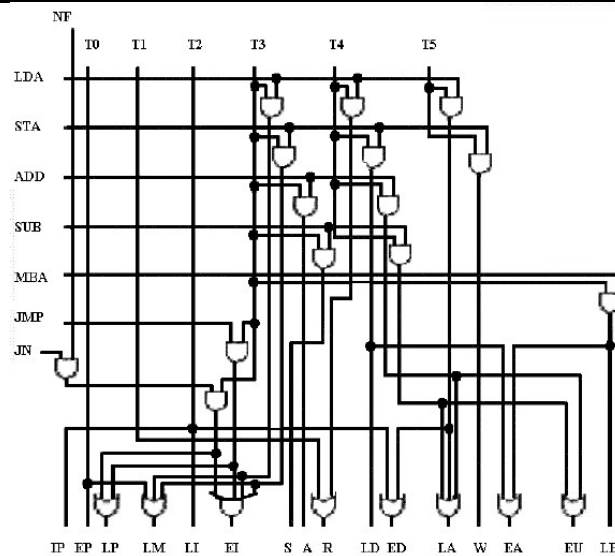 NF
T0 T1 T2 T3 T4 T5
LDA
STA
ADD
SUB
MBA
JMP
JN
IP EP LP LM LI EI S A R LD ED LA W EA EU